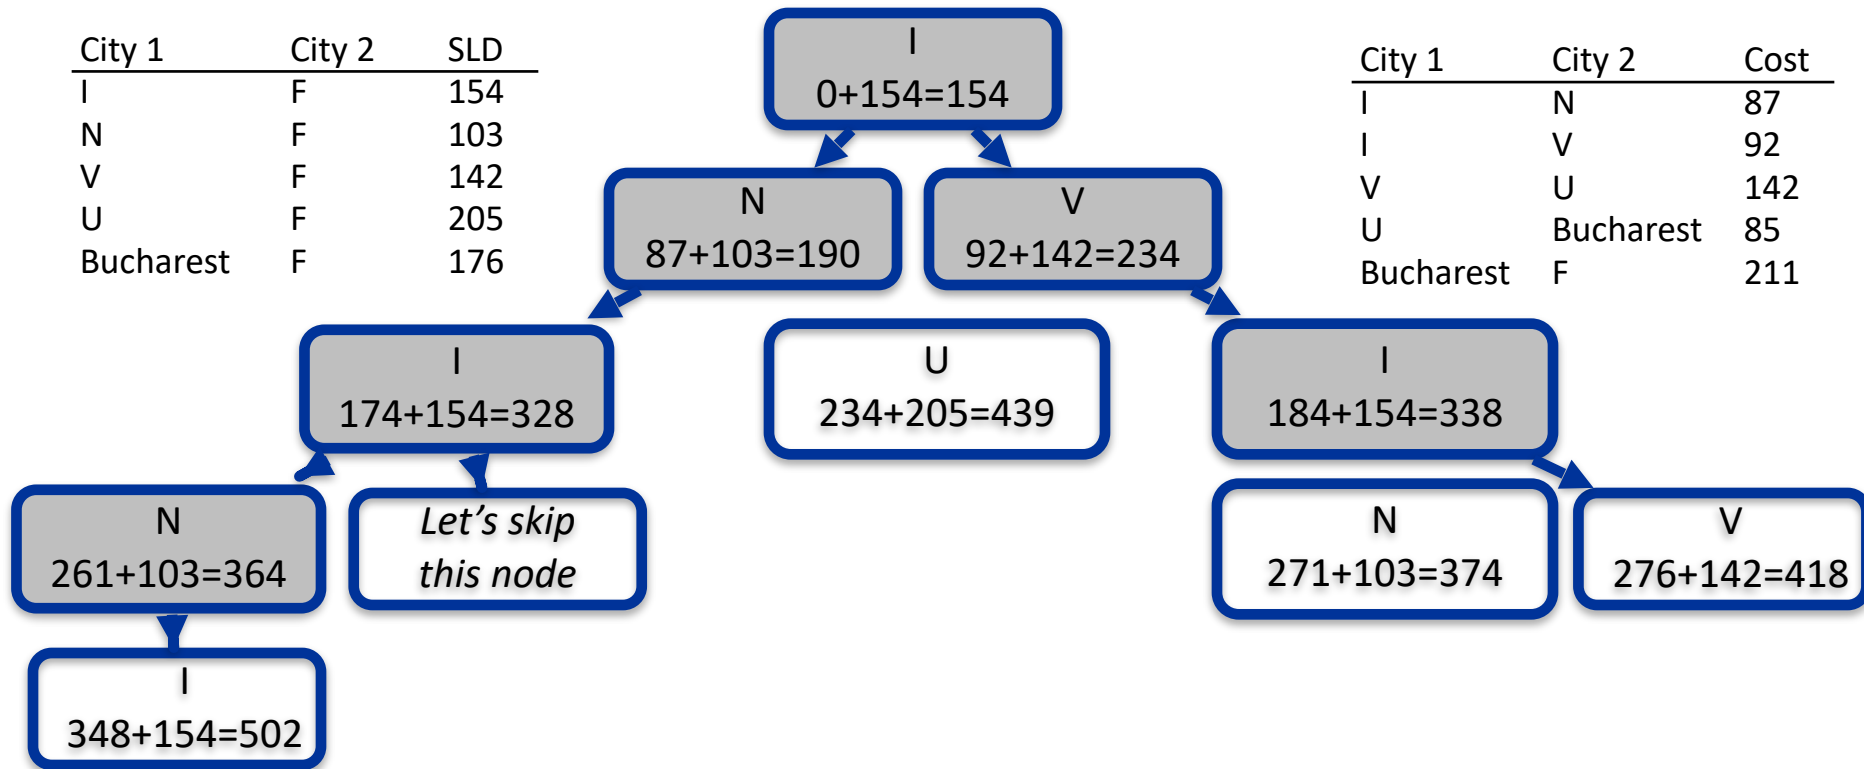 City 1 City 2 SLD
I F 154
N F 103
V F 142
U F 205
Bucharest F 176
I
0+154=154
City 1 City 2 Cost
I N 87
I V 92
V U 142
U Bucharest 85
Bucharest F 211
N
87+103=190
V
92+142=234
I
174+154=328
U
234+205=439
I
184+154=338
N
261+103=364
Let’s skip
this node
N
271+103=374
V
276+142=418
I
348+154=502